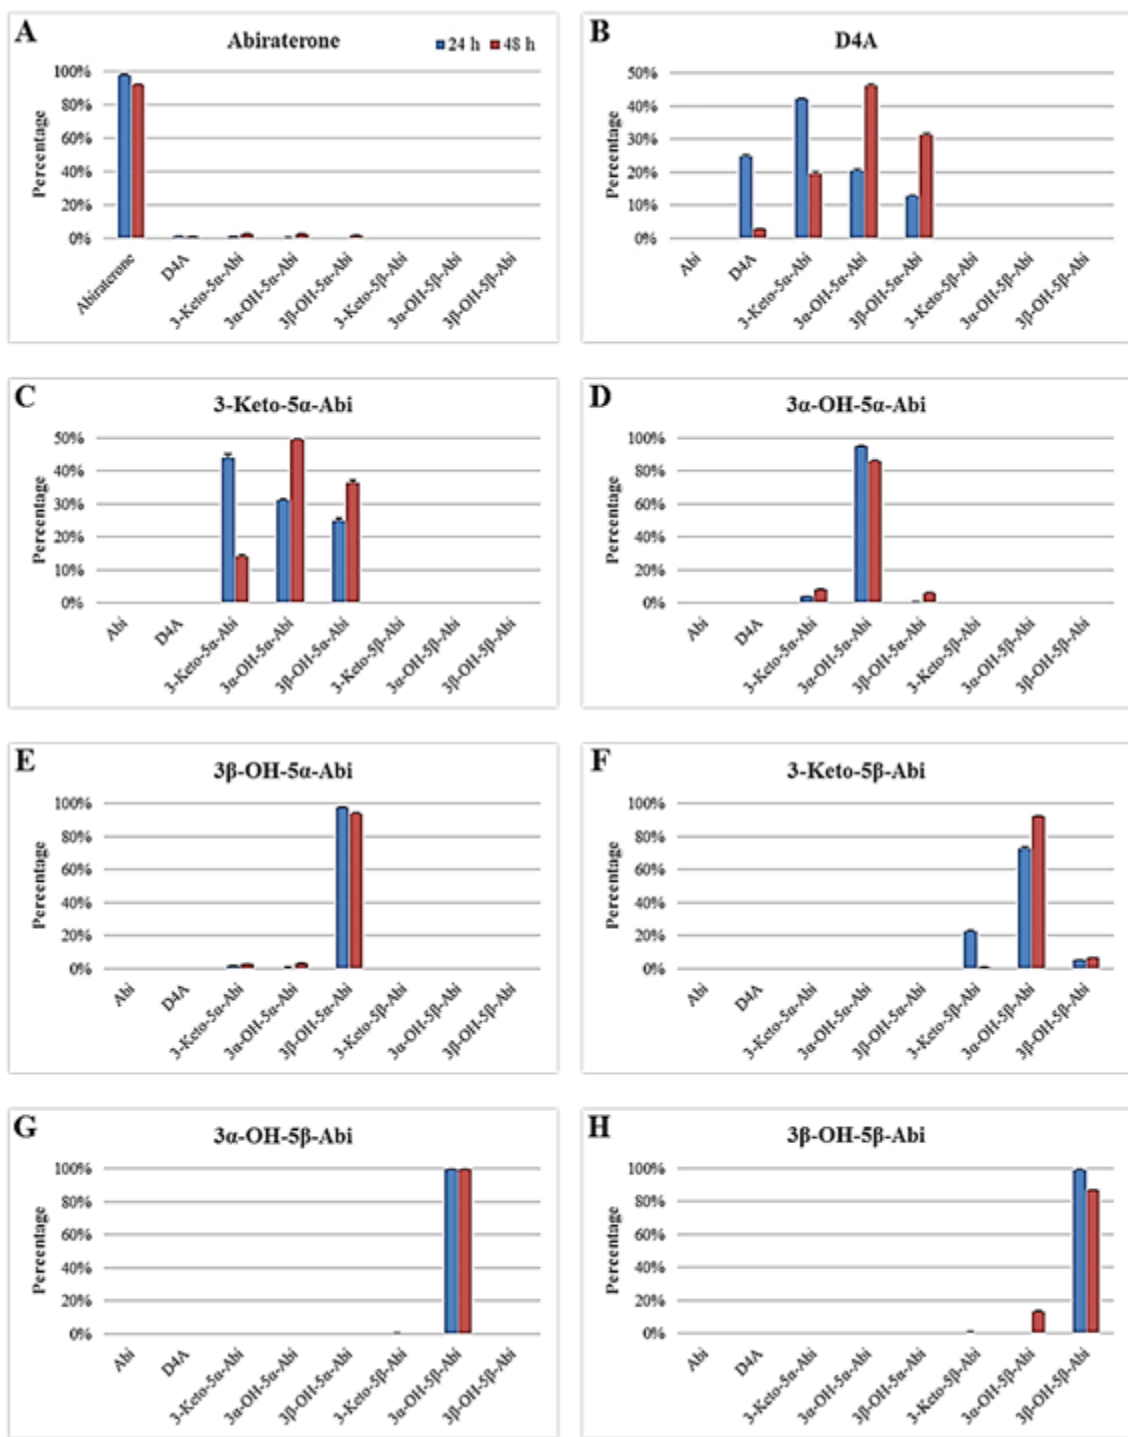 A
Abiraterone
24 h 48 h
Percentage
100%
80%
60%
40%
20%
0%
Abiraterone
D4A
3-Keto-5α-Abi
3α-OH-5α-Abi
3β-OH-5α-Abi
3-Keto-5β-Abi
3α-OH-5β-Abi
3β-OH-5β-Abi
B
D4A
Percentage
50%
40%
30%
20%
10%
0%
Abi
D4A
3-Keto-5α-Abi
3α-OH-5α-Abi
3β-OH-5α-Abi
3-Keto-5β-Abi
3α-OH-5β-Abi
3β-OH-5β-Abi
C
3-Keto-5α-Abi
Percentage
50%
40%
30%
20%
10%
0%
Abi
D4A
3-Keto-5α-Abi
3α-OH-5α-Abi
3β-OH-5α-Abi
3-Keto-5β-Abi
3α-OH-5β-Abi
3β-OH-5β-Abi
D
3α-OH-5α-Abi
Percentage
100%
80%
60%
40%
20%
0%
Abi
D4A
3-Keto-5α-Abi
3α-OH-5α-Abi
3β-OH-5α-Abi
3-Keto-5β-Abi
3α-OH-5β-Abi
3β-OH-5β-Abi
E
3β-OH-5α-Abi
Percentage
100%
80%
60%
40%
20%
0%
Abi
D4A
3-Keto-5α-Abi
3α-OH-5α-Abi
3β-OH-5α-Abi
3-Keto-5β-Abi
3α-OH-5β-Abi
3β-OH-5β-Abi
F
3-Keto-5β-Abi
Percentage
100%
80%
60%
40%
20%
0%
Abi
D4A
3-Keto-5α-Abi
3α-OH-5α-Abi
3β-OH-5α-Abi
3-Keto-5β-Abi
3α-OH-5β-Abi
3β-OH-5β-Abi
G
3α-OH-5β-Abi
Percentage
100%
80%
60%
40%
20%
0%
Abi
D4A
3-Keto-5α-Abi
3α-OH-5α-Abi
3β-OH-5α-Abi
3-Keto-5β-Abi
3α-OH-5β-Abi
3β-OH-5β-Abi
H
3β-OH-5β-Abi
Percentage
100%
80%
60%
40%
20%
0%
Abi
D4A
3-Keto-5α-Abi
3α-OH-5α-Abi
3β-OH-5α-Abi
3-Keto-5β-Abi
3α-OH-5β-Abi
3β-OH-5β-Abi